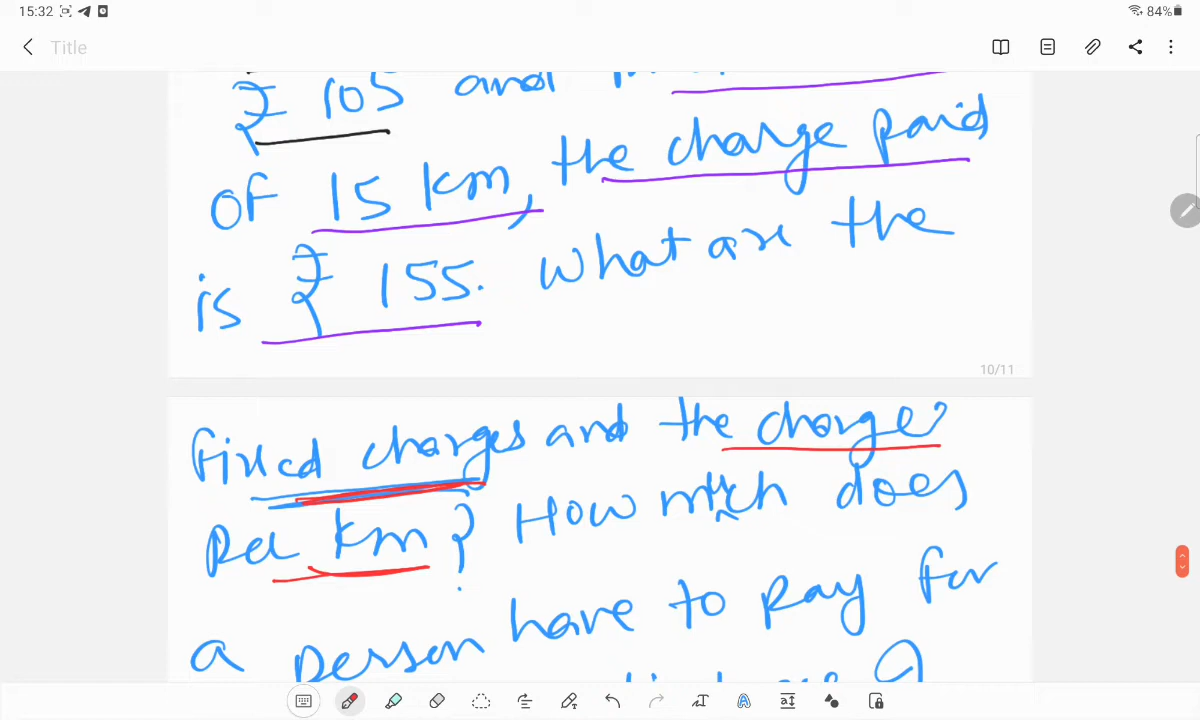 15:32
84%
Title
₹ 105 and
of 15 km, the charge paid
is ₹ 155. What are the
10/11
fixed charges and the charge
per km? How much does
a person have to pay for